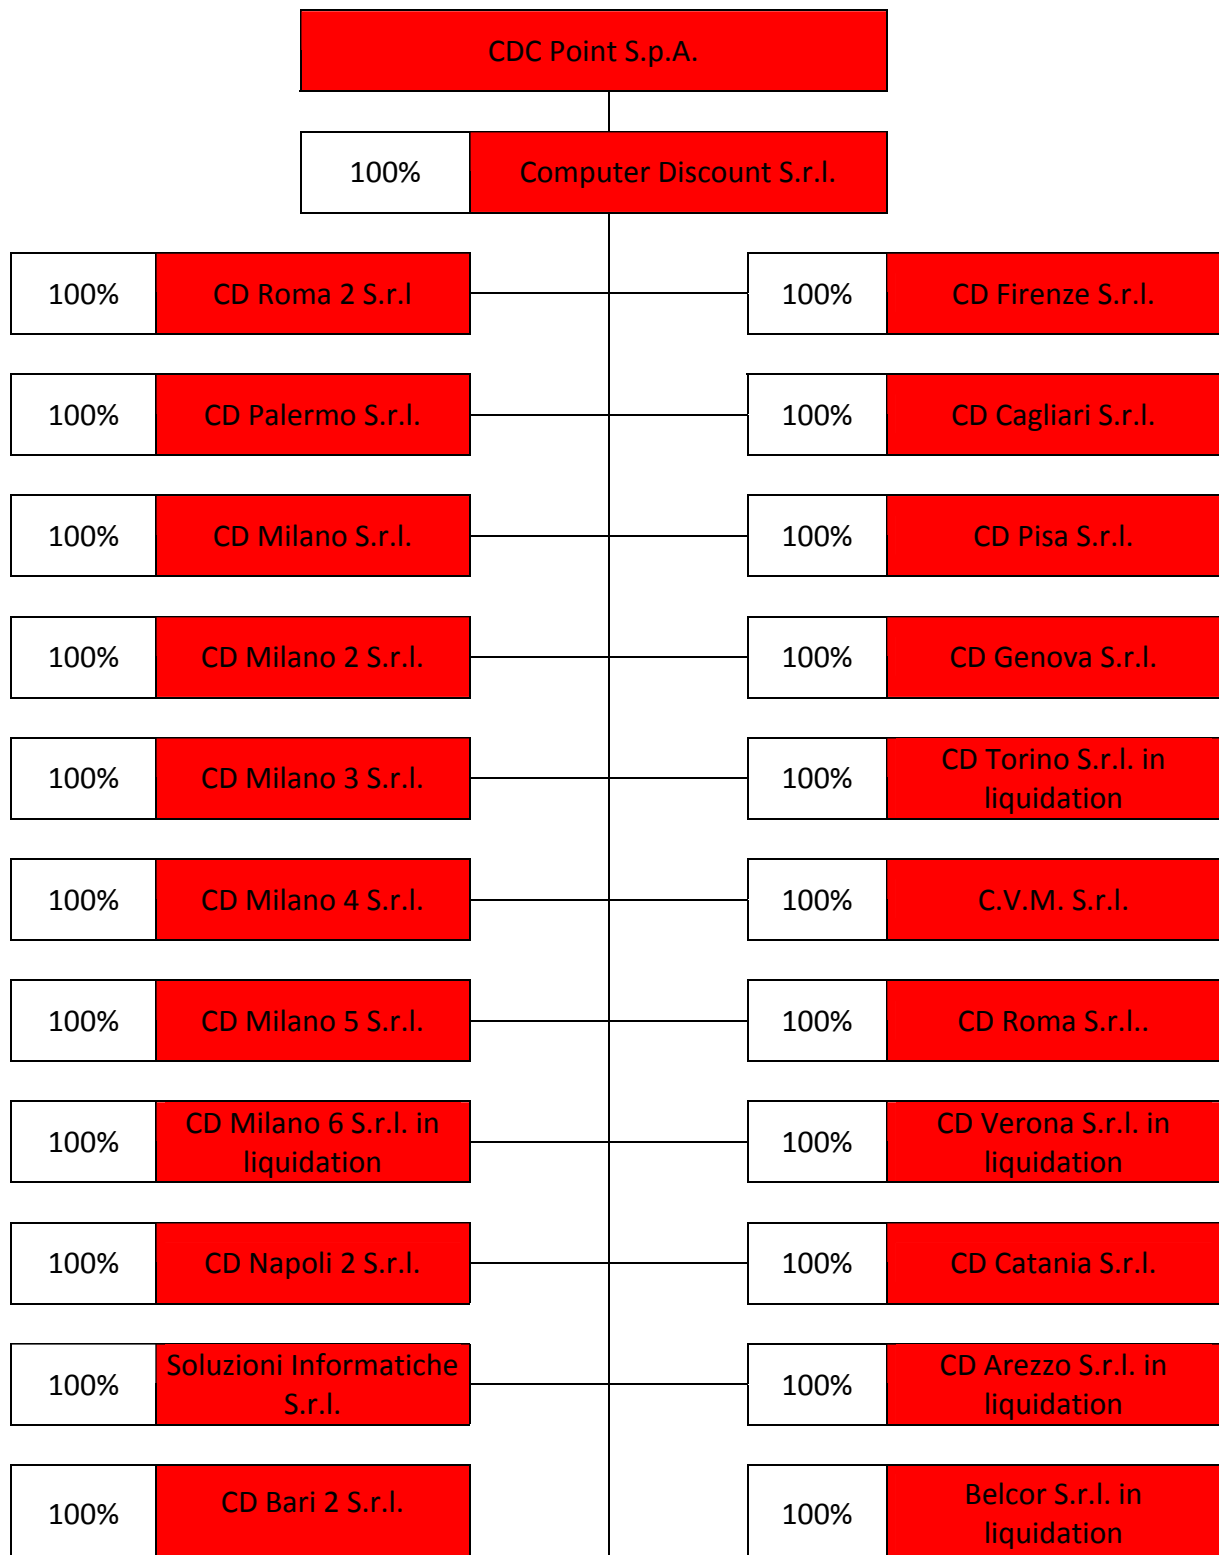 CDC Point S.p.A.
100% Computer Discount S.r.l.
100% CD Roma 2 S.r.l 100% CD Firenze S.r.l.
100% CD Palermo S.r.l. 100% CD Cagliari S.r.l.
100% CD Milano S.r.l. 100% CD Pisa S.r.l.
100% CD Milano 2 S.r.l. 100% CD Genova S.r.l.
100% CD Milano 3 S.r.l. 100% CD Torino S.r.l. in
liquidation
100% CD Milano 4 S.r.l. 100% C.V.M. S.r.l.
100% CD Milano 5 S.r.l. 100% CD Roma S.r.l..
100% CD Milano 6 S.r.l. in
liquidation
100% CD Verona S.r.l. in
liquidation
100% CD Napoli 2 S.r.l. 100% CD Catania S.r.l.
100% Soluzioni Informatiche
S.r.l.
100% CD Arezzo S.r.l. in
liquidation
100% CD Bari 2 S.r.l. 100% Belcor S.r.l. in
liquidation